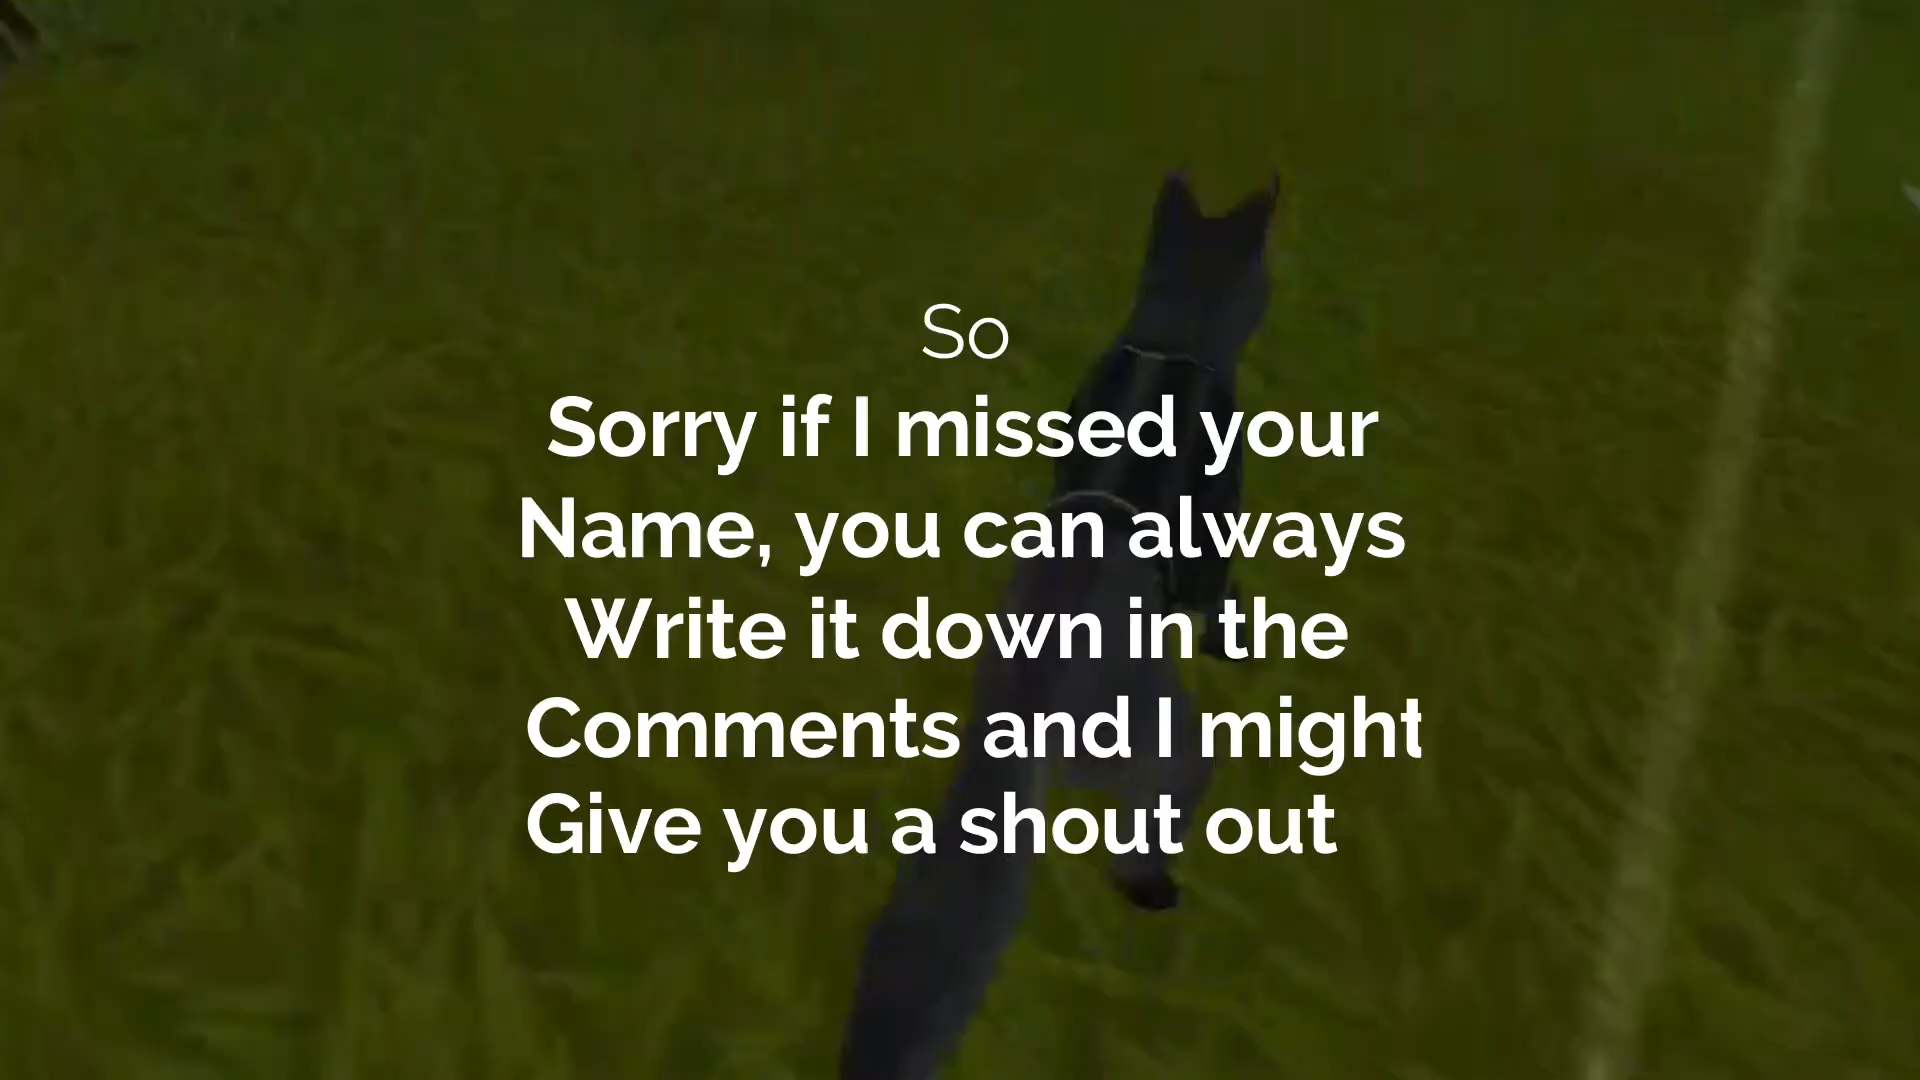 So
Sorry if I missed your
Name, you can always
Write it down in the
Comments and I might
Give you a shout out